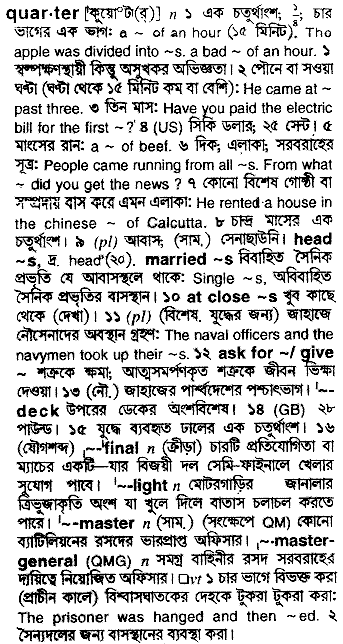 quar·ter [কুয়োʹটা(র্)] n ১ এক চতুর্থাংশ; ¼; চার
ভাগের এক ভাগ: a ~ of an hour (১৫ মিনিট). The
apple was divided into ~s. a bad ~ of an hour. ১
স্বল্পক্ষণস্থায়ী কিন্তু অসুখকর অভিজ্ঞতা। ২ পৌনে বা সওয়া
ঘণ্টা (ঘণ্টা থেকে ১৫ মিনিট কম বা বেশি): He came at ~
past three. ৩ তিন মাস: Have you paid the electric
bill for the first ~? ৪ (US) সিকি ডলার; ২৫ সেন্ট। ৫
মাংসের রান: a ~ of beef. ৬ দিক; এলাকা; সরবরাহের
সূত্র: People came running from all ~s. From what
~ did you get the news ? ৭ কোনো বিশেষ গোষ্ঠী বা
সম্প্রদায় বাস করে এমন এলাকা: He rented a house in
the chinese ~ of Calcutta. ৮ চান্দ্র মাসের এক
চতুর্থাংশ। ৯ (pl) আবাস; (সাম.) সেনাছাউনি। head
~s, দ্র. head (২০). married ~s বিবাহিত সৈনিক
প্রভৃতি যে আবাসস্থলে থাকে: Single ~s, অবিবাহিত
সৈনিক প্রভৃতির বাসস্থান। ১০ at close ~s খুব কাছে
থেকে (দেখা)। ১১ (pl) (বিশেষ. যুদ্ধের জন্য) জাহাজে
নৌসেনাদের অবস্থান গ্রহণ: The naval officers and the
navymen took up their ~s. ১২ ask for ~/ give
~ শত্রুকে ক্ষমা; আত্মসমর্পণকৃত শত্রুকে জীবন ভিক্ষা
দেওয়া। ১৩ (নৌ.) জাহাজের পার্শ্বদেশের পশ্চাৎভাগ। ʹ~-
deck উপরের ডেকের অংশবিশেষ। ১৪ (GB) ২৮
পাউন্ড। ১৫ যুদ্ধে ব্যবহৃত ঢালের এক চতুর্থাংশ। ১৬
(যৌগশব্দ) ˌ~-final n (ক্রীড়া) চারটি প্রতিযোগিতা বা
ম্যাচের একটি—যার বিজয়ী দল সেমি-ফাইনালে খেলার
সুযোগ পাবে। ʹ~-light n মোটরগাড়ির জানালার
ত্রিভুজাকৃতি অংশ যা খুলে দিলে বাতাস চলাচল করতে
পারে। ʹ~-master n (সাম.) (সংক্ষেপে QM) কোনো
ব্যাটিলিয়নের রসদের ভারপ্রাপ্ত অফিসার। ˌ~-master-
general (QMG) n সমগ্র বাহিনীর রসদ সরবরাহের
দায়িত্বে নিয়োজিত অফিসার। □vt ১ চার ভাগে বিভক্ত করা
(প্রাচীন কালে) বিশ্বাসঘাতকের দেহকে টুকরা টুকরা করা:
The prisoner was hanged and then ~ed. ২
সৈন্যদলের জন্য বাসস্থানের ব্যবস্থা করা।